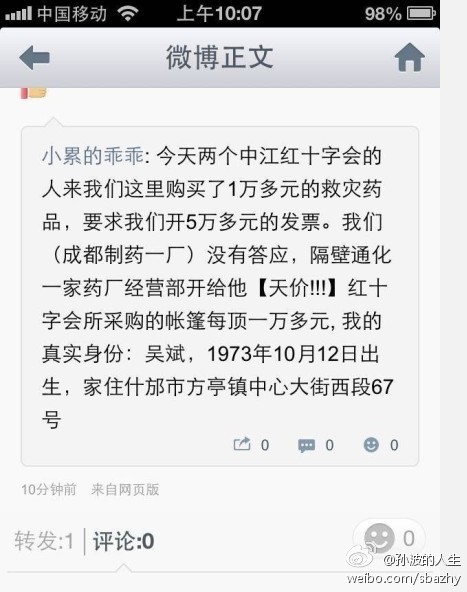 中国移动 上午10:07 98%
微博正文
小累的乖乖: 今天两个中江红十字会的
人来我们这里购买了1万多元的救灾药
品，要求我们开5万多元的发票。我们
（成都制药一厂）没有答应，隔壁通化
一家药厂经营部开给他【天价!!!】红十
字会所采购的帐篷每顶一万多元, 我的
真实身份：吴斌，1973年10月12日出
生，家住什邡市方亭镇中心大街西段67
号
0 0 0
10分钟前 来自网页版
转发:1 评论:0 0
@孙波的人生
weibo.com/sbazhy